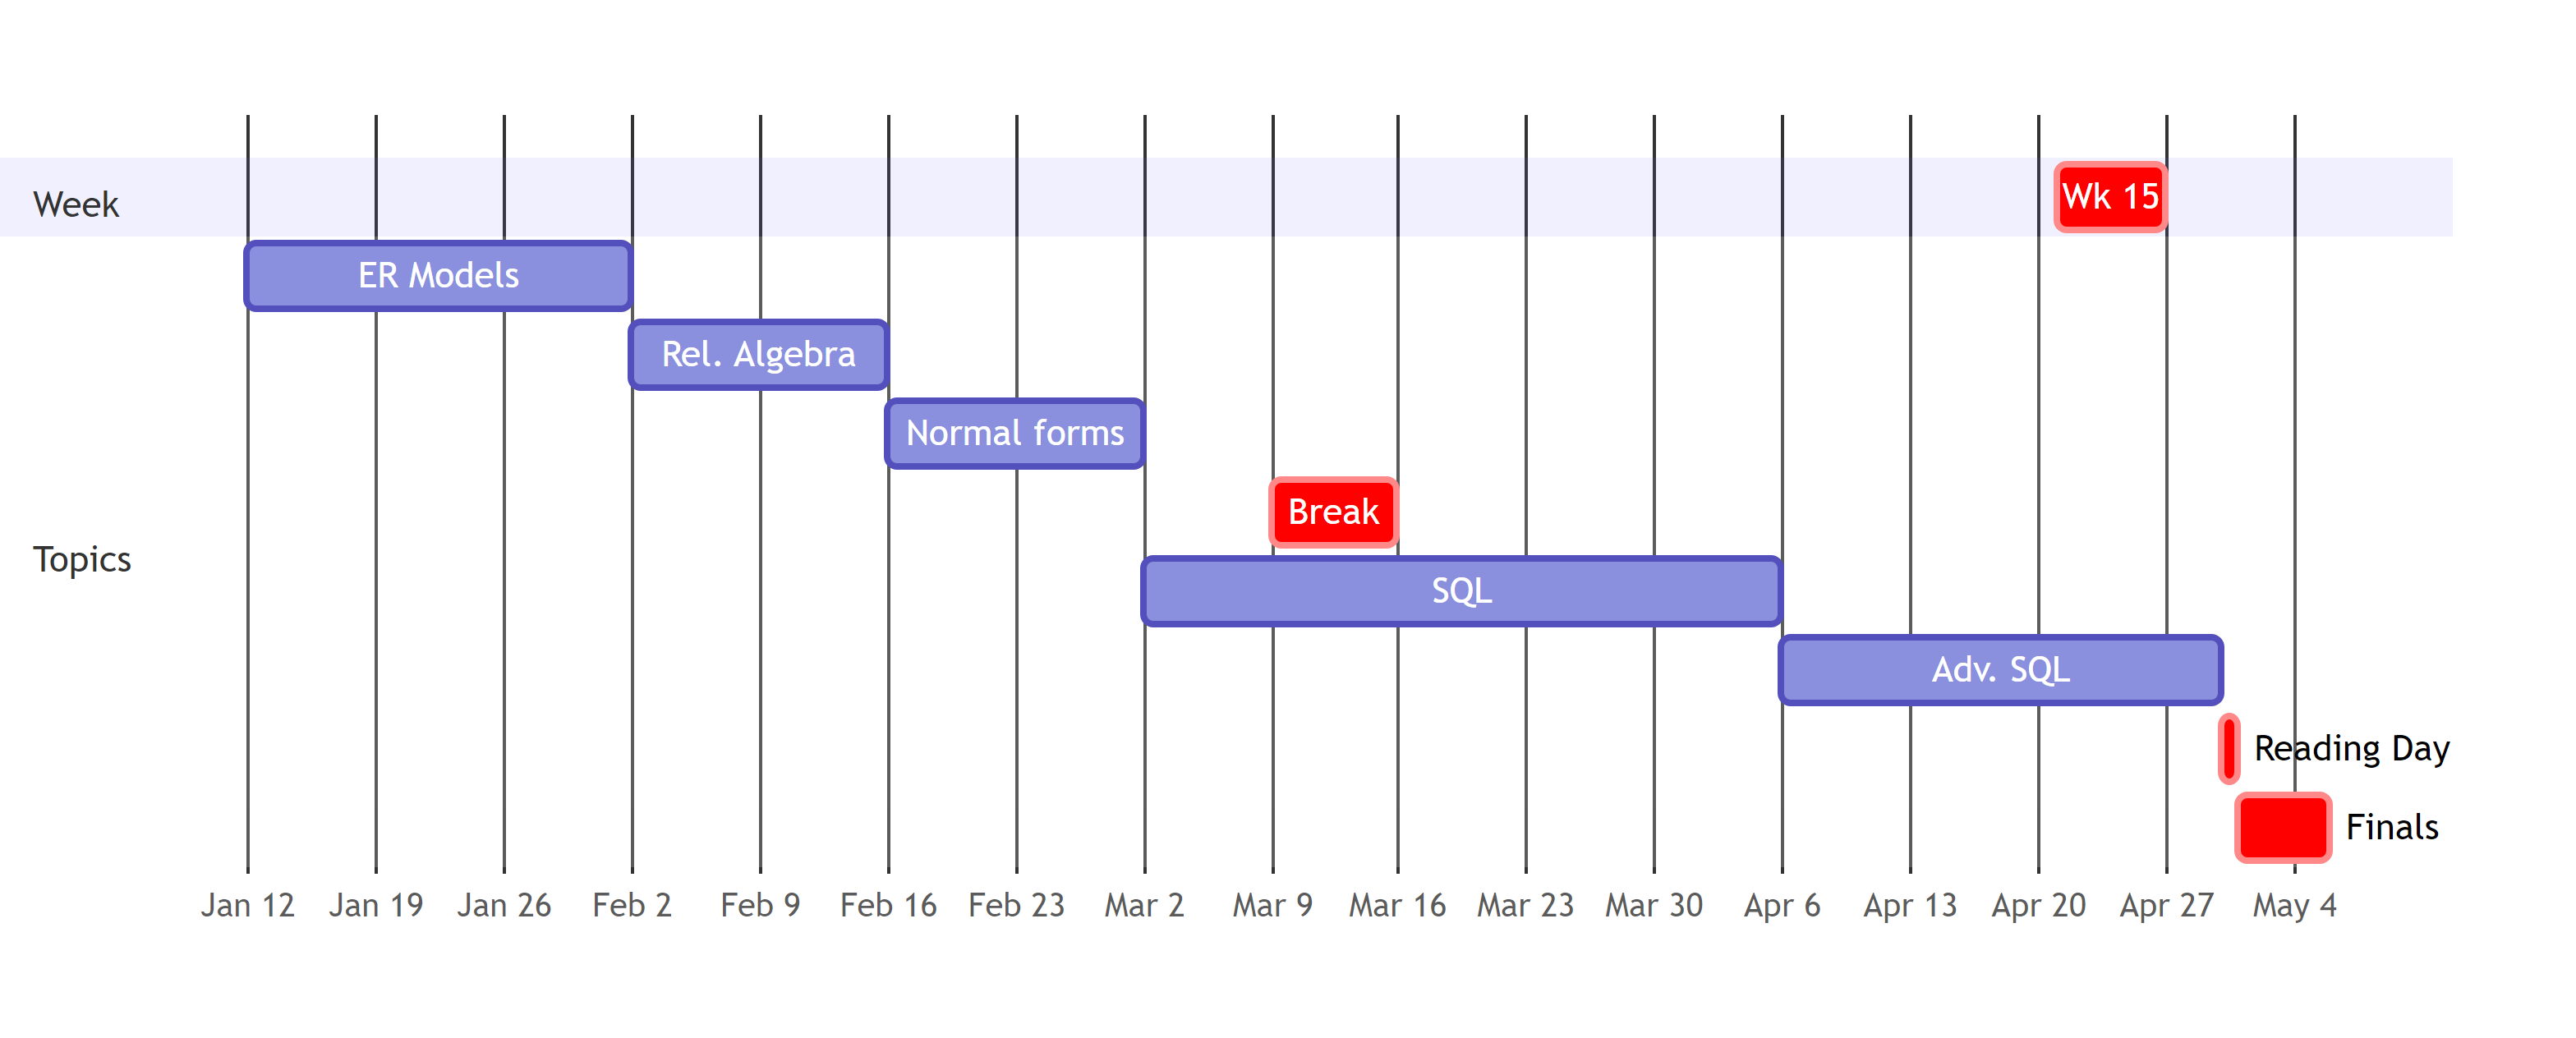 Week
Wk 15
ER Models
Rel. Algebra
Normal forms
Break
Topics
SQL
Adv. SQL
Reading Day
Finals
Jan 12 Jan 19 Jan 26 Feb 2 Feb 9 Feb 16 Feb 23 Mar 2 Mar 9 Mar 16 Mar 23 Mar 30 Apr 6 Apr 13 Apr 20 Apr 27 May 4